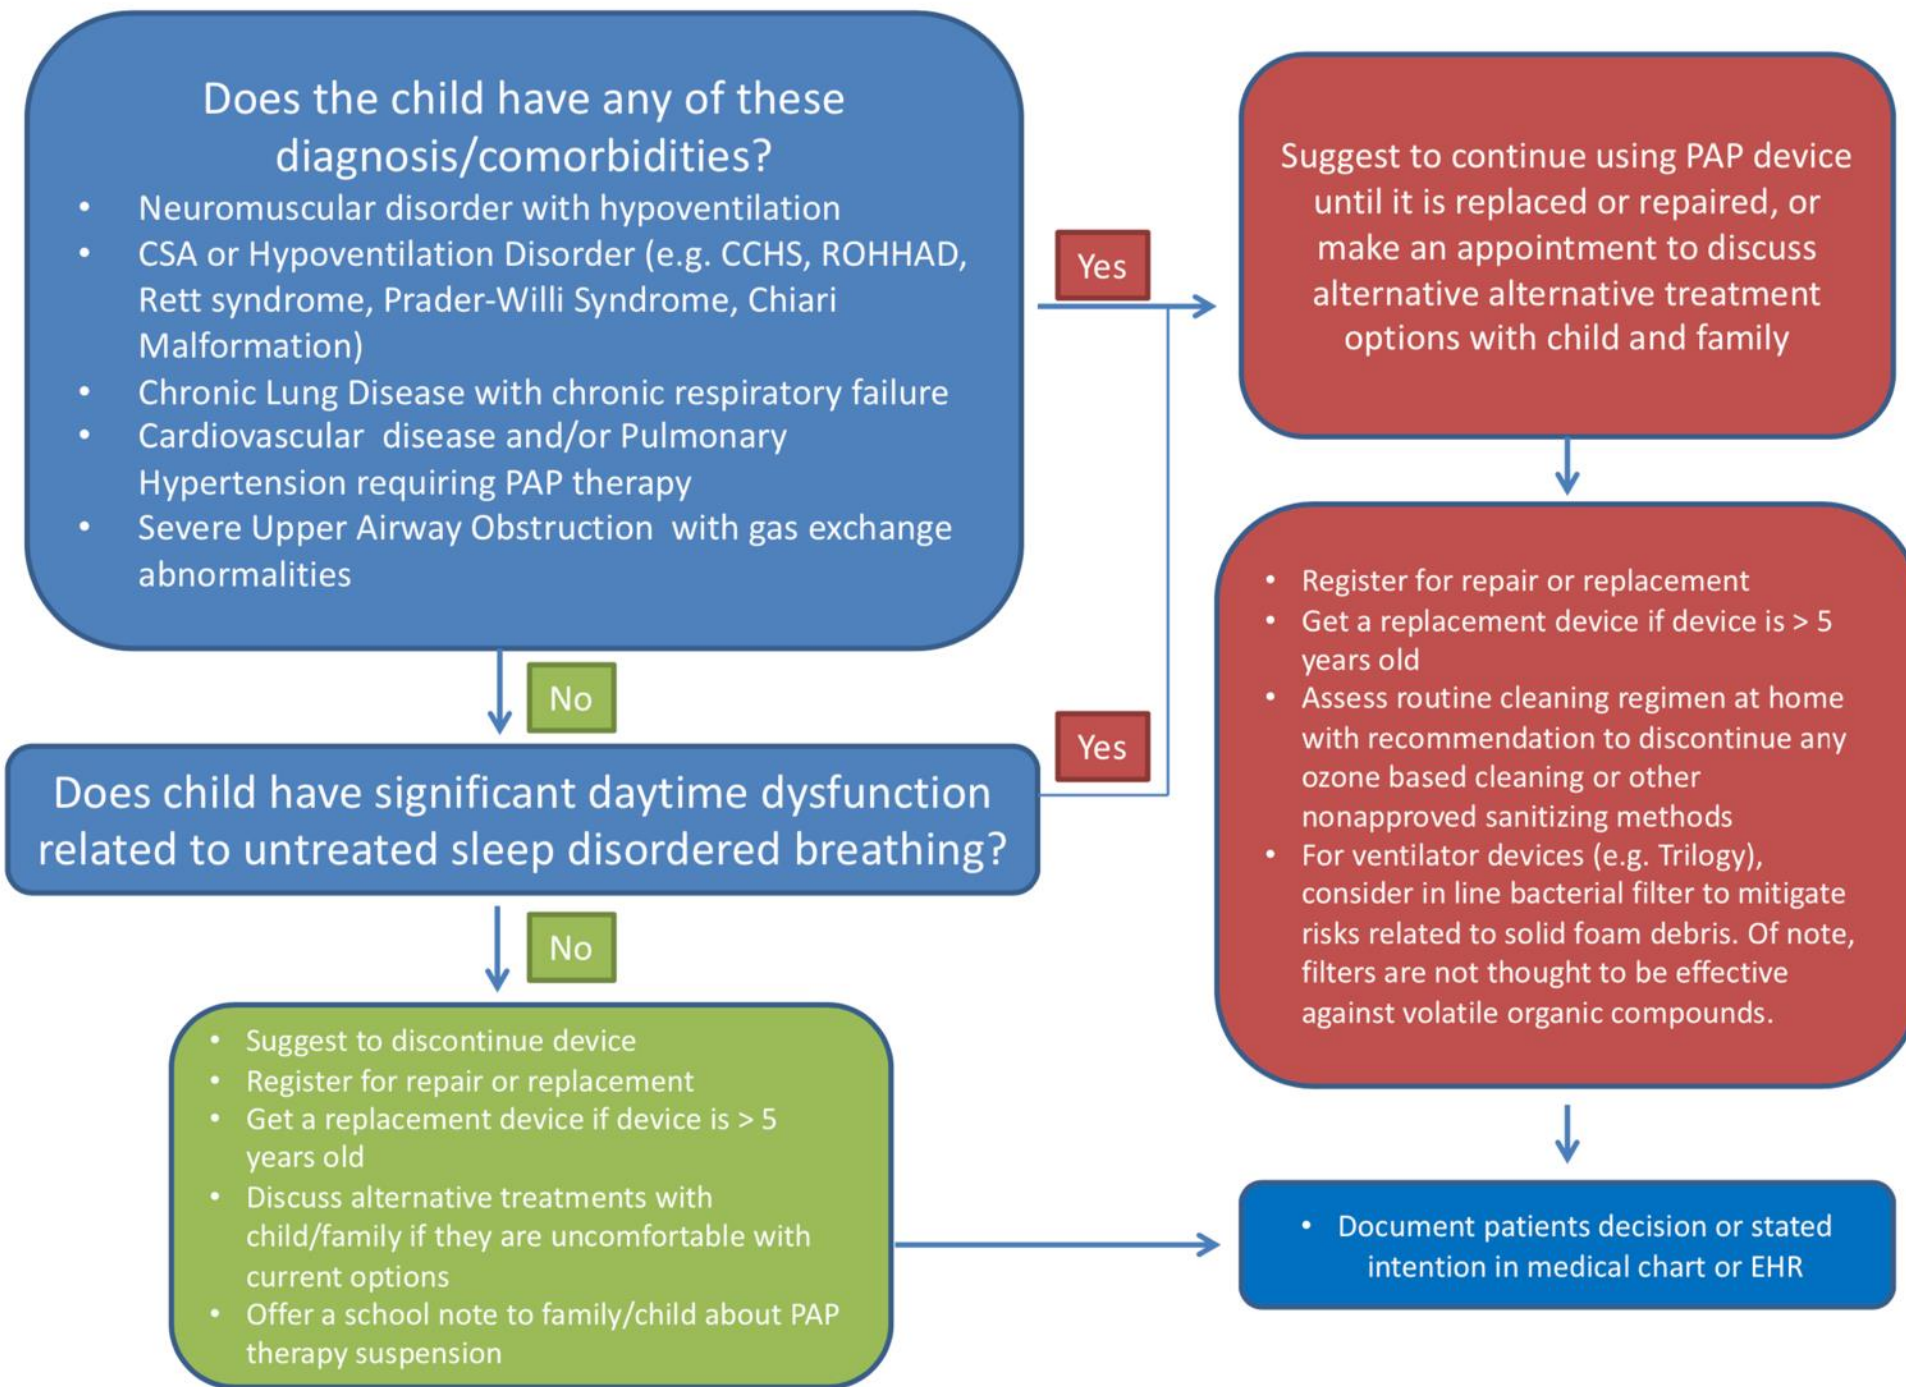 Does the child have any of these
diagnosis/comorbidities?
• Neuromuscular disorder with hypoventilation
• CSA or Hypoventilation Disorder (e.g. CCHS, ROHHAD,
Rett syndrome, Prader-Willi Syndrome, Chiari
Malformation)
• Chronic Lung Disease with chronic respiratory failure
• Cardiovascular disease and/or Pulmonary
Hypertension requiring PAP therapy
• Severe Upper Airway Obstruction with gas exchange
abnormalities
Yes
Suggest to continue using PAP device
until it is replaced or repaired, or
make an appointment to discuss
alternative alternative treatment
options with child and family
No
Does child have significant daytime dysfunction
related to untreated sleep disordered breathing?
Yes
• Register for repair or replacement
• Get a replacement device if device is > 5
years old
• Assess routine cleaning regimen at home
with recommendation to discontinue any
ozone based cleaning or other
nonapproved sanitizing methods
• For ventilator devices (e.g. Trilogy),
consider in line bacterial filter to mitigate
risks related to solid foam debris. Of note,
filters are not thought to be effective
against volatile organic compounds.
No
• Suggest to discontinue device
• Register for repair or replacement
• Get a replacement device if device is > 5
years old
• Discuss alternative treatments with
child/family if they are uncomfortable with
current options
• Offer a school note to family/child about PAP
therapy suspension
• Document patients decision or stated
intention in medical chart or EHR